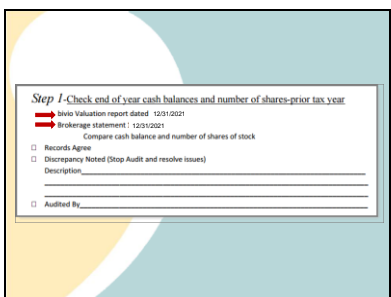 Step 1-Check end of year cash balances and number of shares-prior tax year
bivio Valuation report dated 12/31/2021
Brokerage statement : 12/31/2021
Compare cash balance and number of shares of stock
□ Records Agree
□ Discrepancy Noted (Stop Audit and resolve issues)
Description
□ Audited By